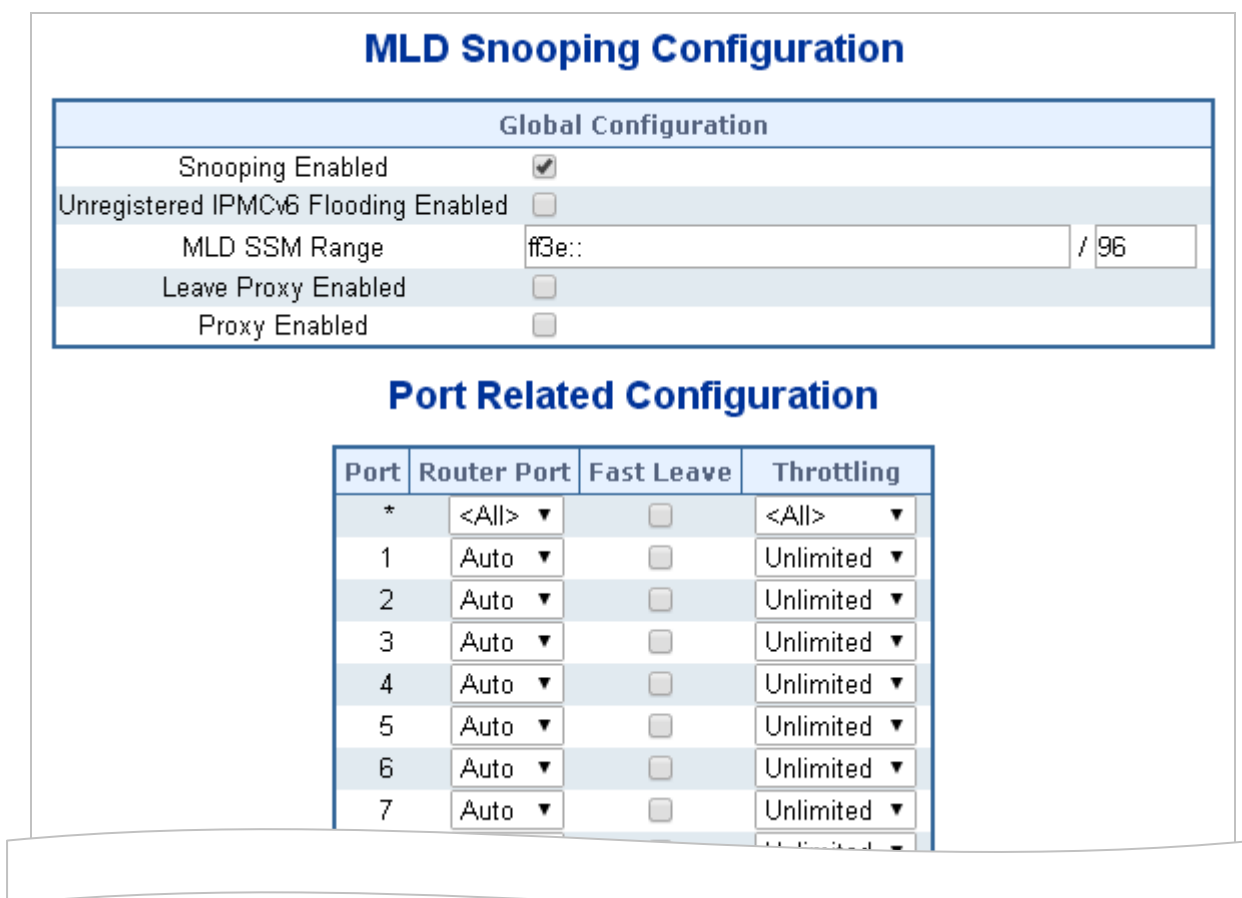 MLD Snooping Configuration
Global Configuration
Snooping Enabled
Unregistered IPMCv6 Flooding Enabled
MLD SSM Range ff3e:: / 96
Leave Proxy Enabled
Proxy Enabled
Port Related Configuration
Port Router Port Fast Leave Throttling
* <All> <All>
1 Auto Unlimited
2 Auto Unlimited
3 Auto Unlimited
4 Auto Unlimited
5 Auto Unlimited
6 Auto Unlimited
7 Auto Unlimited